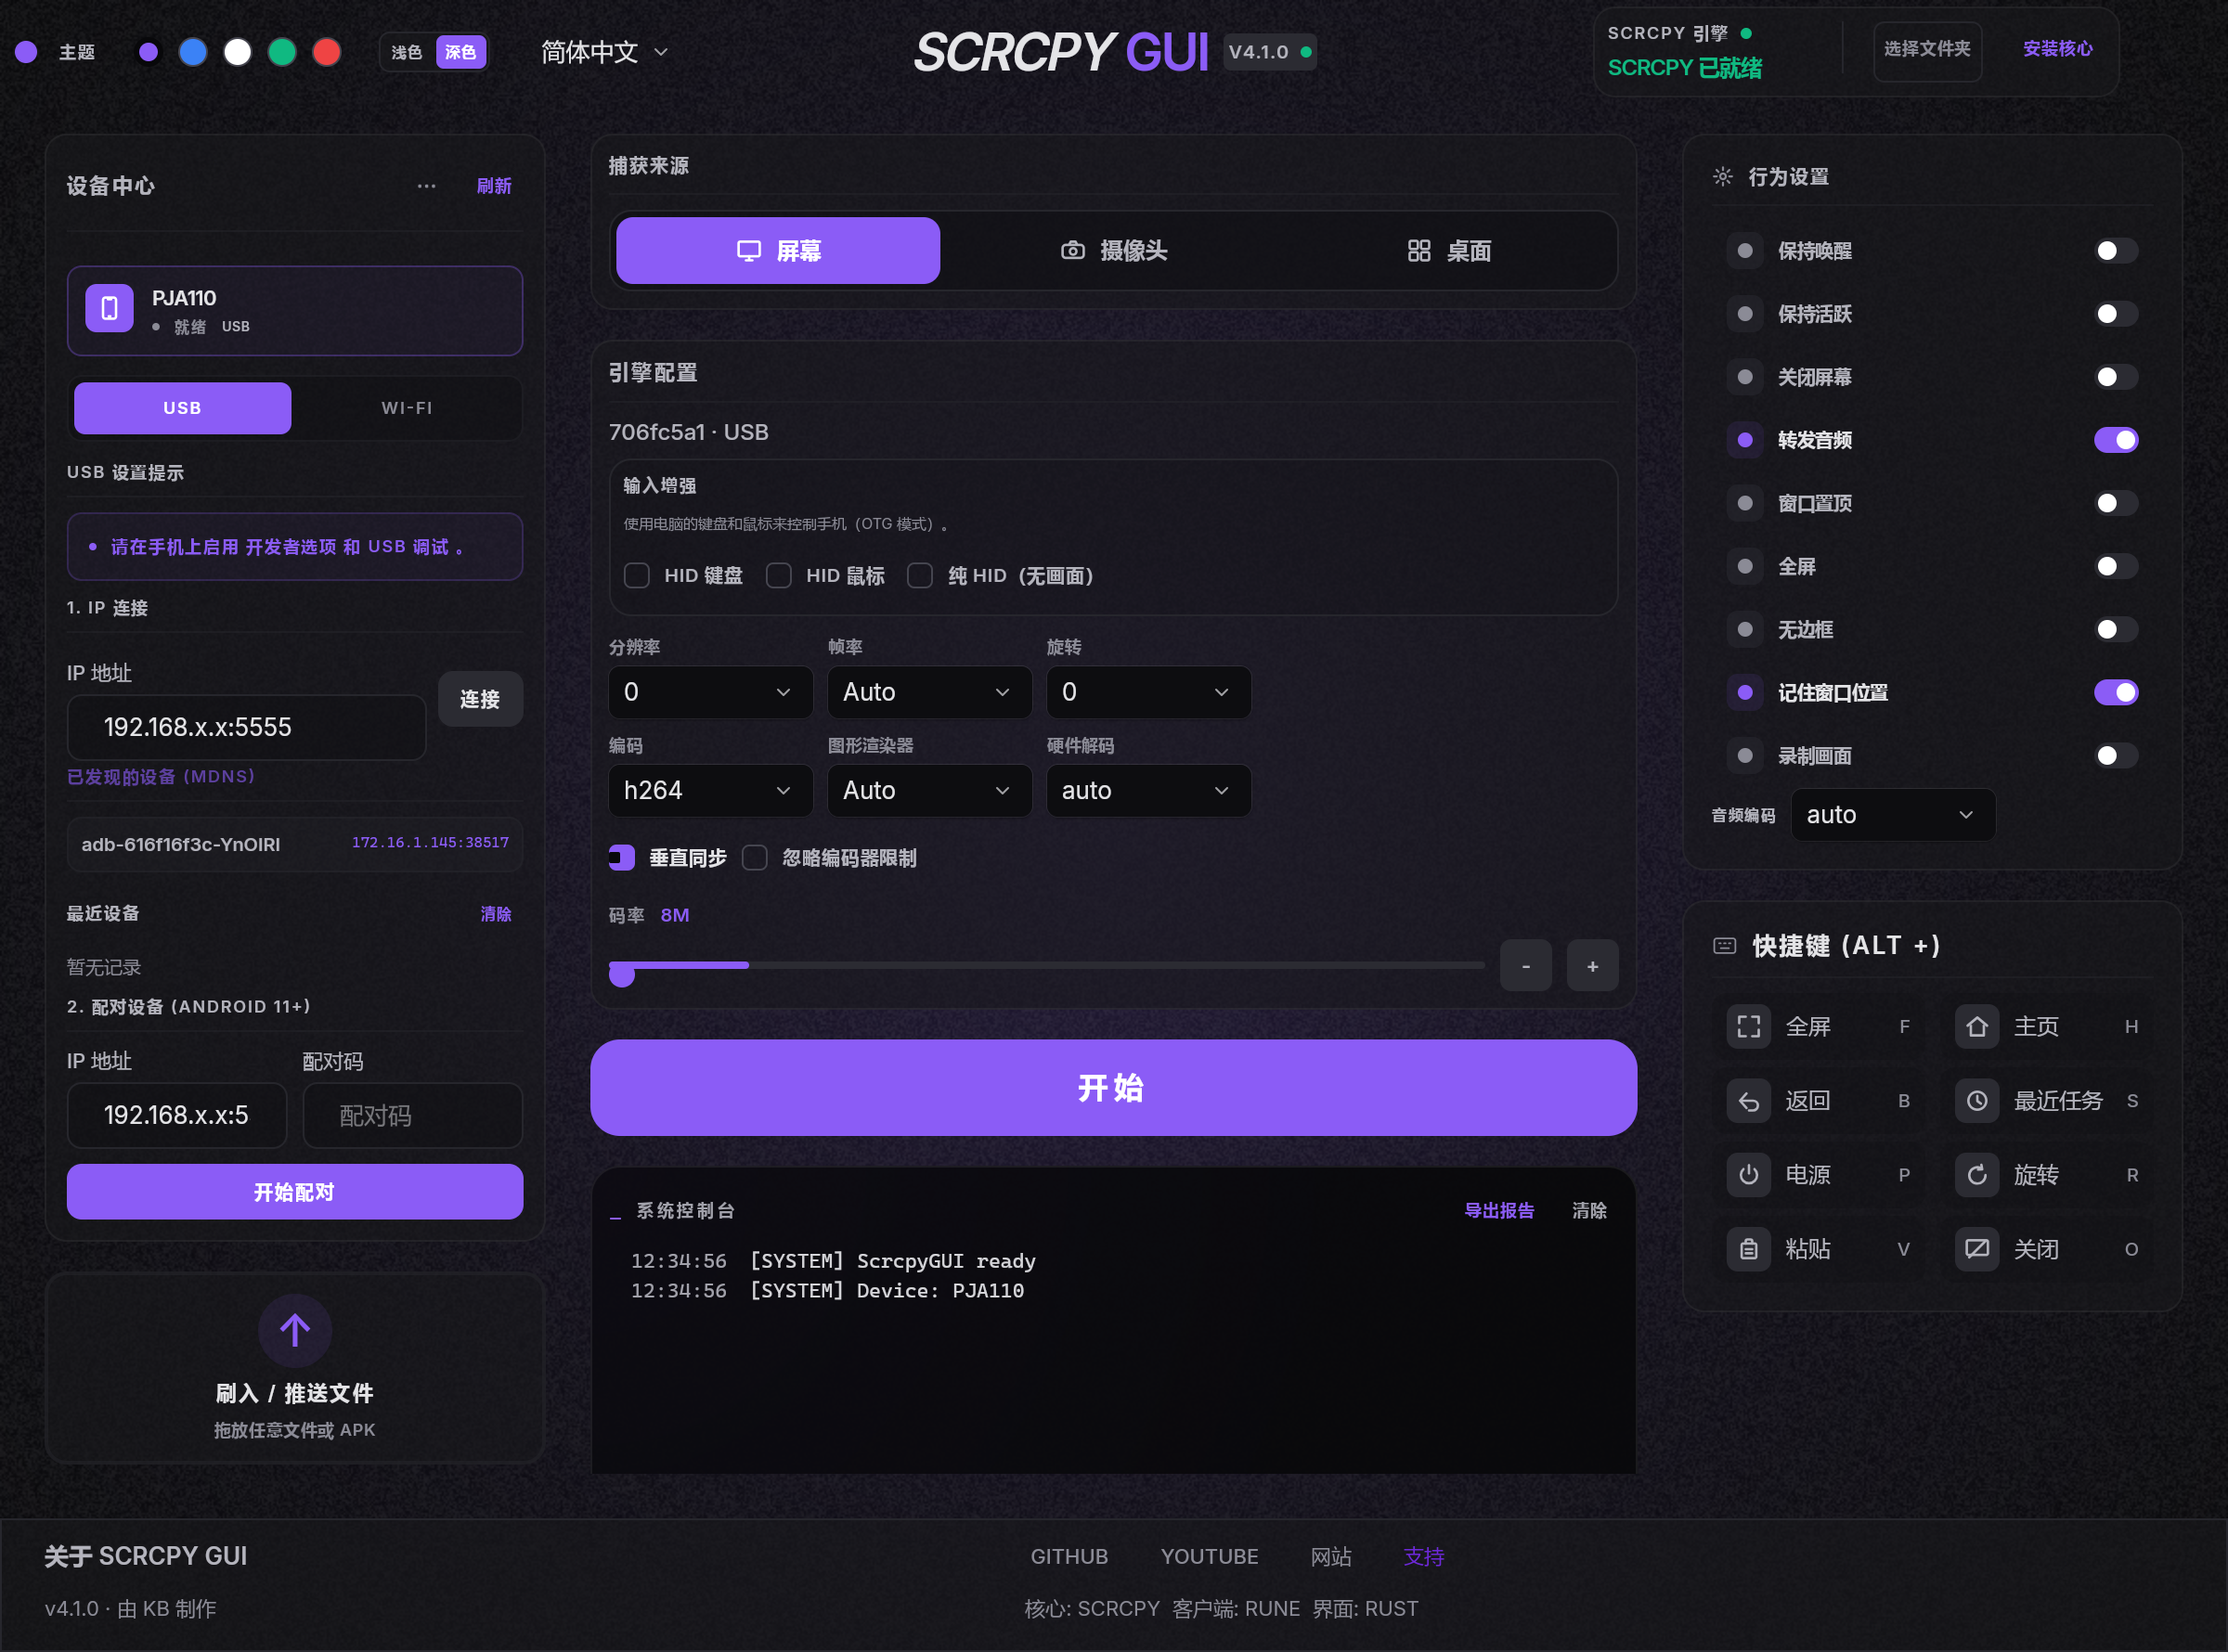 主题
浅色 深色
简体中文
SCRCPY GUI V4.1.0
SCRCPY 引擎
SCRCPY 已就绪
选择文件夹
安装核心
设备中心 ··· 刷新
PJA110
就绪 USB
USB WI-FI
USB 设置提示
请在手机上启用 开发者选项 和 USB 调试 。
1. IP 连接
IP 地址
192.168.x.x:5555
连接
已发现的设备 (MDNS)
adb-616f16f3c-YnOIRI 172.16.1.145:38517
最近设备 清除
暂无记录
2. 配对设备 (ANDROID 11+)
IP 地址 配对码
192.168.x.x:5 配对码
开始配对
刷入 / 推送文件
拖放任意文件或 APK
捕获来源
屏幕 摄像头 桌面
引擎配置
706fc5a1 · USB
输入增强
使用电脑的键盘和鼠标来控制手机（OTG 模式）。
HID 键盘 HID 鼠标 纯 HID（无画面）
分辨率 帧率 旋转
0 Auto 0
编码 图形渲染器 硬件解码
h264 Auto auto
垂直同步 忽略编码器限制
码率 8M
- +
开始
_ 系统控制台 导出报告 清除
12:34:56 [SYSTEM] ScrcpyGUI ready
12:34:56 [SYSTEM] Device: PJA110
行为设置
保持唤醒
保持活跃
关闭屏幕
转发音频
窗口置顶
全屏
无边框
记住窗口位置
录制画面
音频编码 auto
快捷键 (ALT +)
全屏 F 主页 H
返回 B 最近任务 S
电源 P 旋转 R
粘贴 V 关闭 O
关于 SCRCPY GUI
v4.1.0 · 由 KB 制作
GITHUB YOUTUBE 网站 支持
核心: SCRCPY 客户端: RUNE 界面: RUST